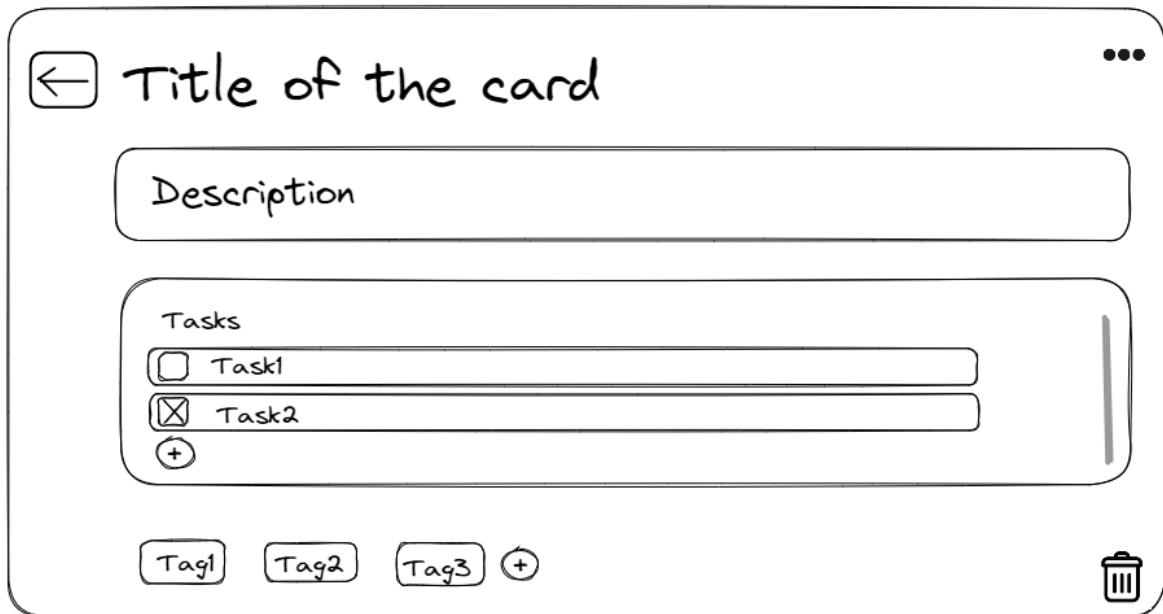 Title of the card
Description
Tasks
Task1
Task2
+
Tag1 Tag2 Tag3 +